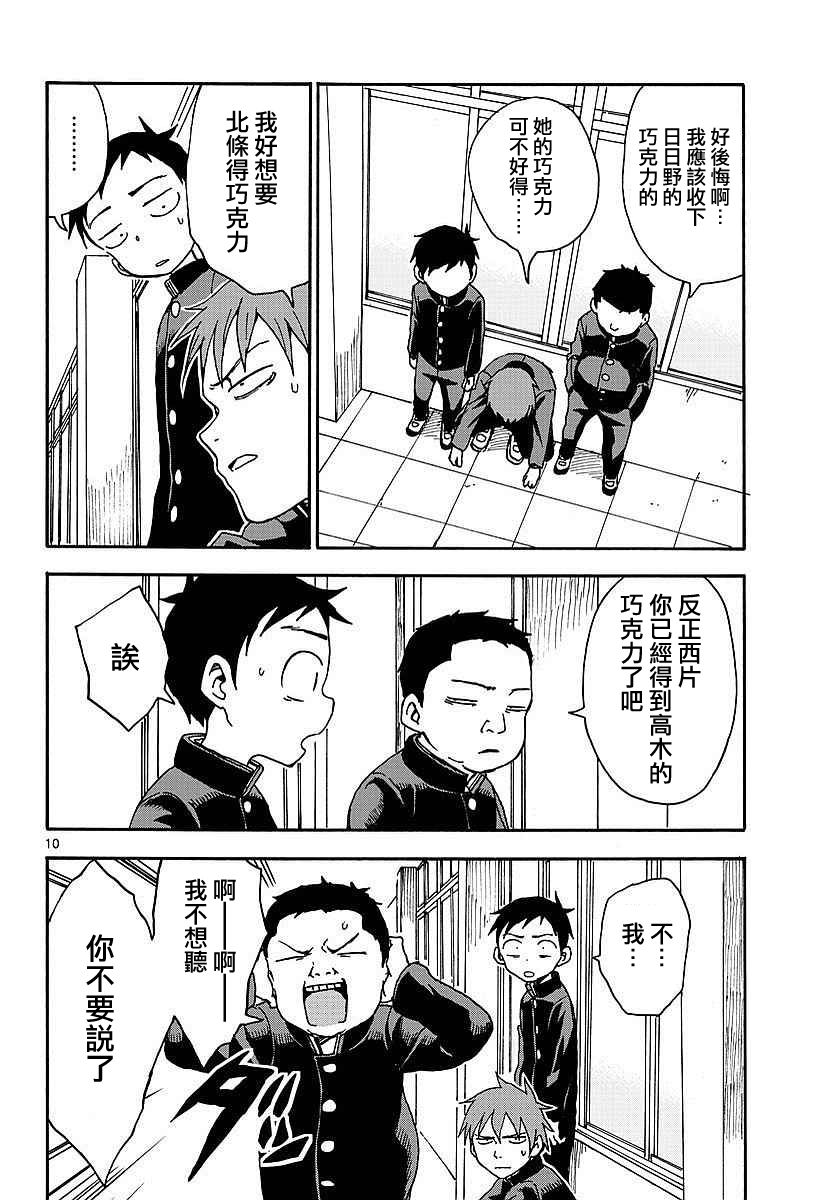 好後悔啊…
我應該收下
日日野的
巧克力的
她的巧克力
可不好得……
我好想要
北條得巧克力
………
反正西片
你已經得到高木的
巧克力了吧
誒
10
不…
我…
啊——啊——
我不想聽
你不要說了
ダッ